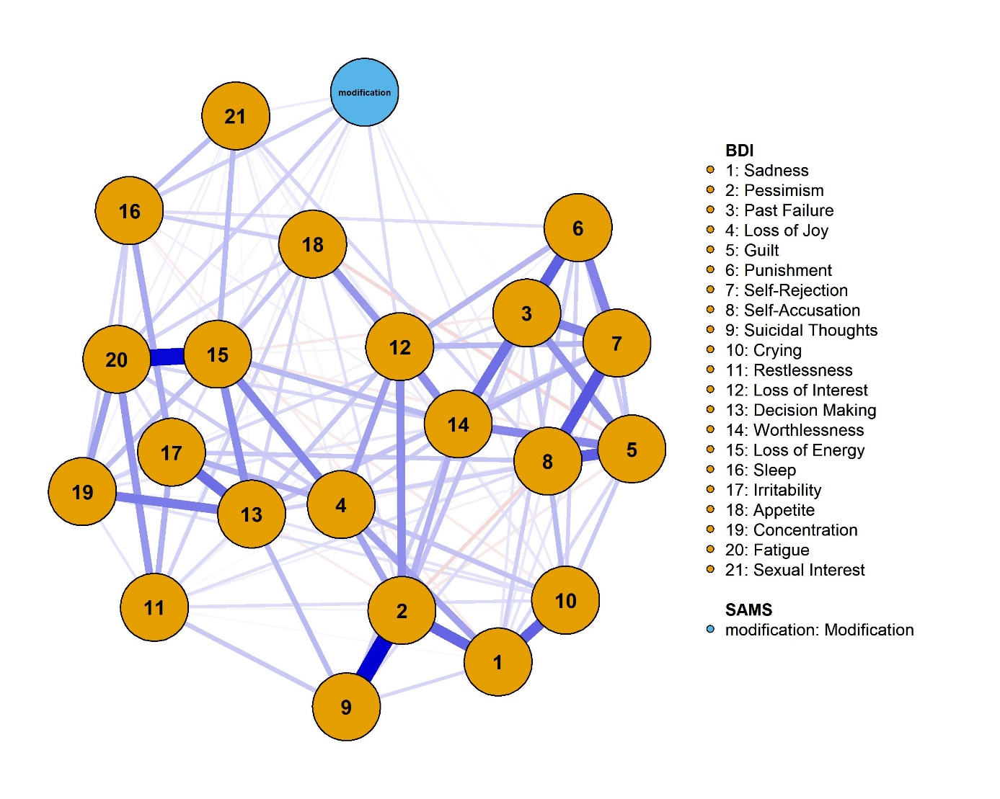 modification
21
16
18
6
3
7
12
20
15
14
5
8
17
19
13
4
11
2
10
1
9
BDI
1: Sadness
2: Pessimism
3: Past Failure
4: Loss of Joy
5: Guilt
6: Punishment
7: Self-Rejection
8: Self-Accusation
9: Suicidal Thoughts
10: Crying
11: Restlessness
12: Loss of Interest
13: Decision Making
14: Worthlessness
15: Loss of Energy
16: Sleep
17: Irritability
18: Appetite
19: Concentration
20: Fatigue
21: Sexual Interest
SAMS
modification: Modification